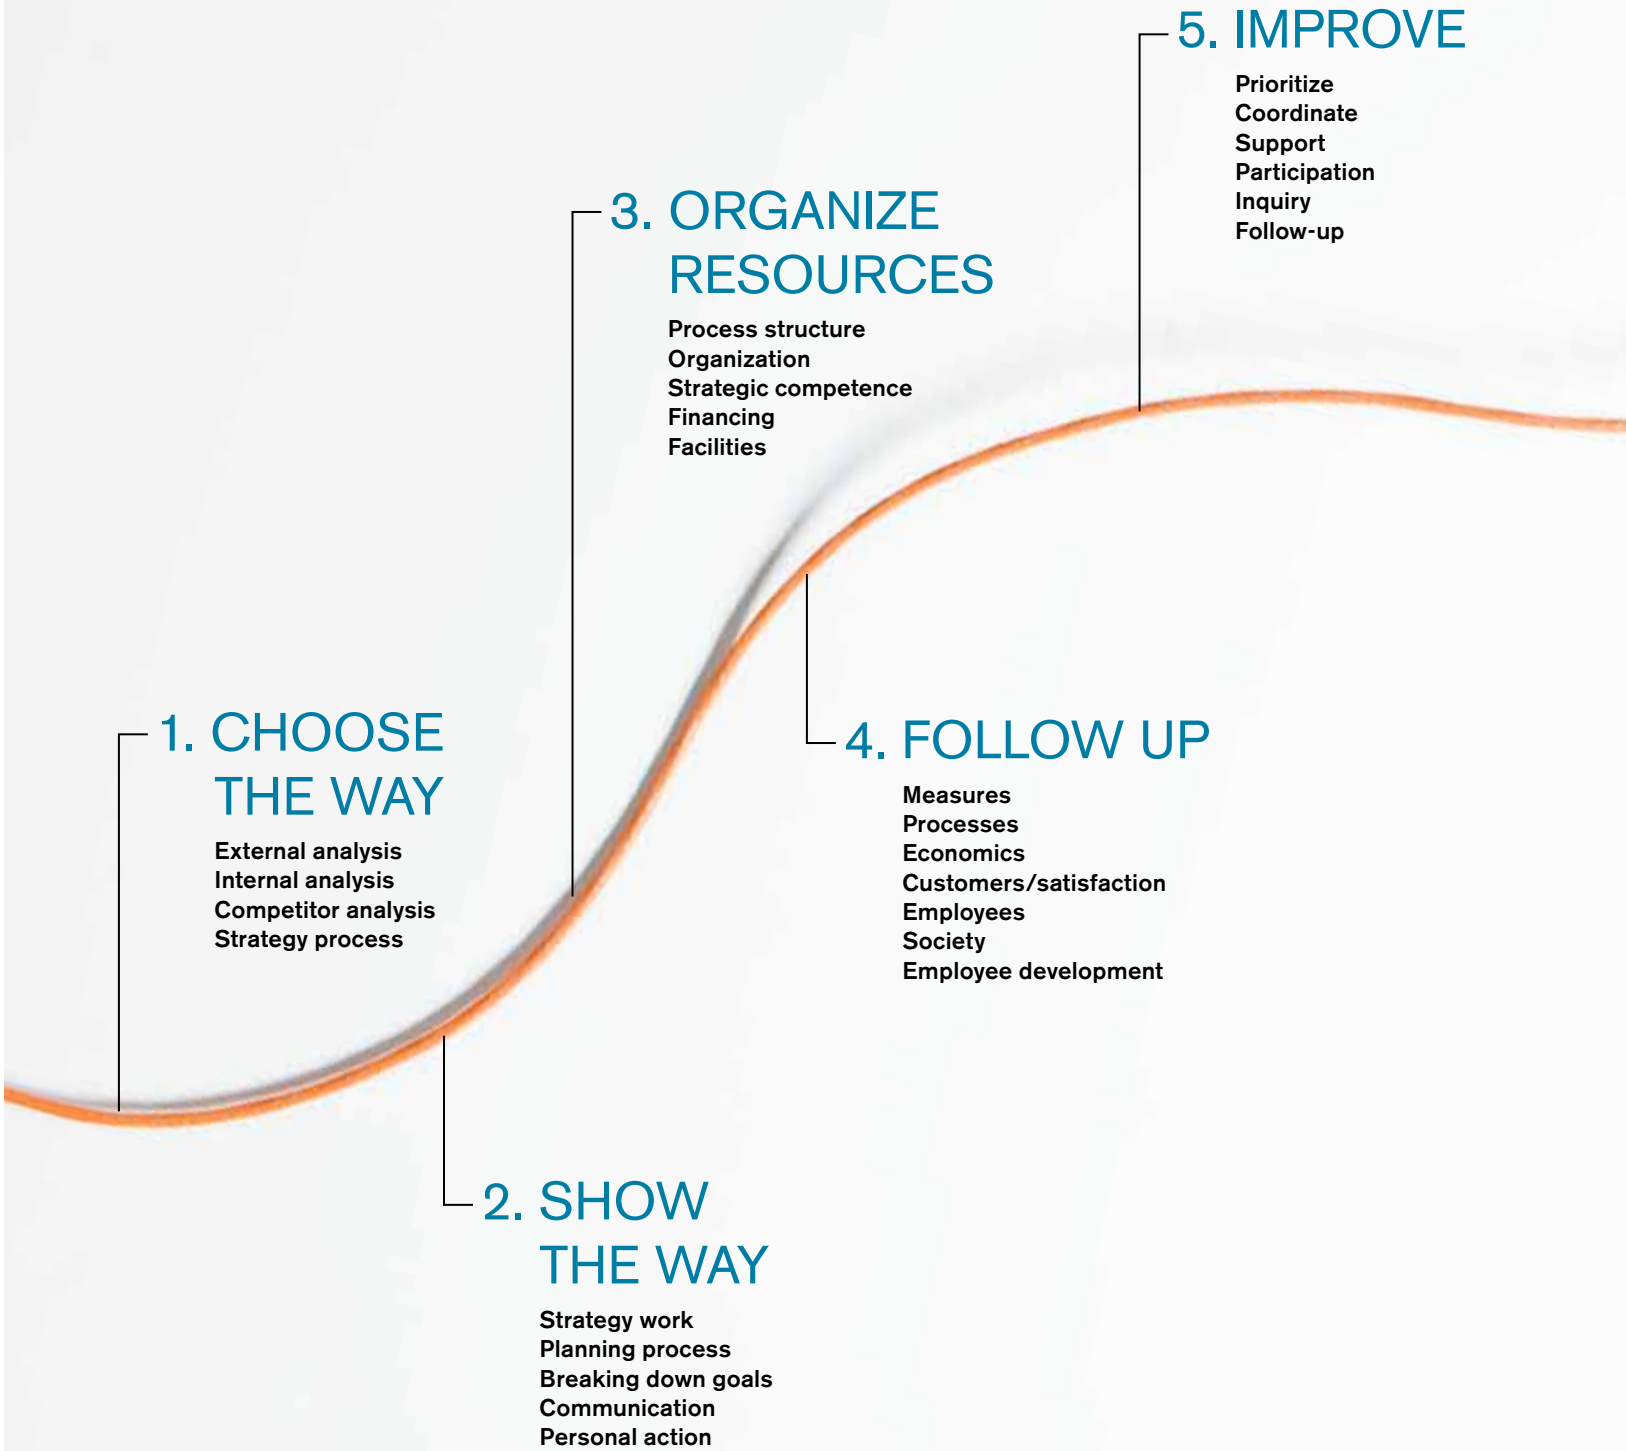 1. CHOOSE
THE WAY
External analysis
Internal analysis
Competitor analysis
Strategy process
2. SHOW
THE WAY
Strategy work
Planning process
Breaking down goals
Communication
Personal action
3. ORGANIZE
RESOURCES
Process structure
Organization
Strategic competence
Financing
Facilities
4. FOLLOW UP
Measures
Processes
Economics
Customers/satisfaction
Employees
Society
Employee development
5. IMPROVE
Prioritize
Coordinate
Support
Participation
Inquiry
Follow-up